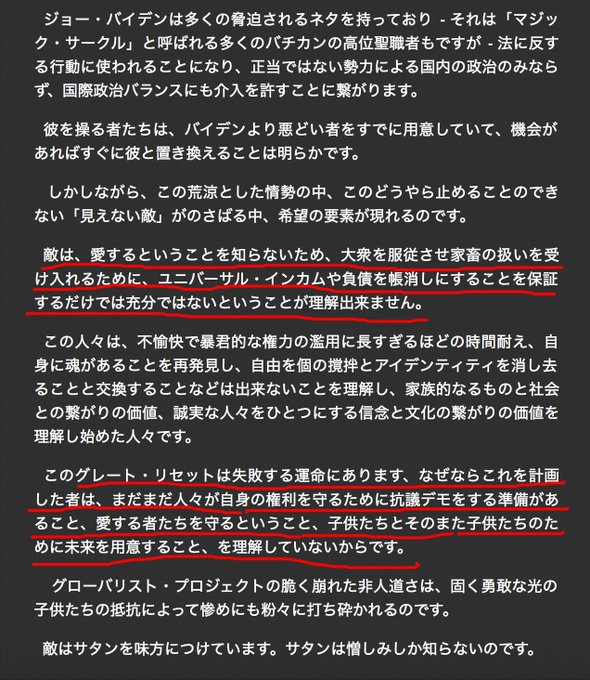 ジョー・バイデンは多くの脅迫されるネタを持っており - それは「マジッ
ク・サークル」と呼ばれる多くのバチカンの高位聖職者もですが - 法に反す
る行動に使われることになり、正当ではない勢力による国内の政治のみなら
ず、国際政治バランスにも介入を許すことに繋がります。
彼を操る者たちは、バイデンより悪どい者をすでに用意していて、機会が
あればすぐに彼と置き換えることは明らかです。
しかしながら、この荒涼とした情勢の中、このどうやら止めることのでき
ない「見えない敵」がのさばる中、希望の要素が現れるのです。
敵は、愛するということを知らないため、大衆を服従させ家畜の扱いを受
け入れるために、ユニバーサル・インカムや負債を帳消しにすることを保証
するだけでは充分ではないということが理解出来ません。
この人々は、不愉快で暴君的な権力の濫用に長すぎるほどの時間耐え、自
身に魂があることを再発見し、自由を個の撹拌とアイデンティティを消し去
ることと交換することなどは出来ないことを理解し、家族的なるものと社会
との繋がりの価値、誠実な人々をひとつにする信念と文化の繋がりの価値を
理解し始めた人々です。
このグレート・リセットは失敗する運命にあります、なぜならこれを計画
した者は、まだまだ人々が自身の権利を守るために抗議デモをする準備があ
ること、愛する者たちを守るということ、子供たちとそのまた子供たちのた
めに未来を用意すること、を理解していないからです。
グローバリスト・プロジェクトの脆く崩れた非人道さは、固く勇敢な光の
子供たちの抵抗によって惨めにも粉々に打ち砕かれるのです。
敵はサタンを味方につけています。サタンは憎しみしか知らないのです。